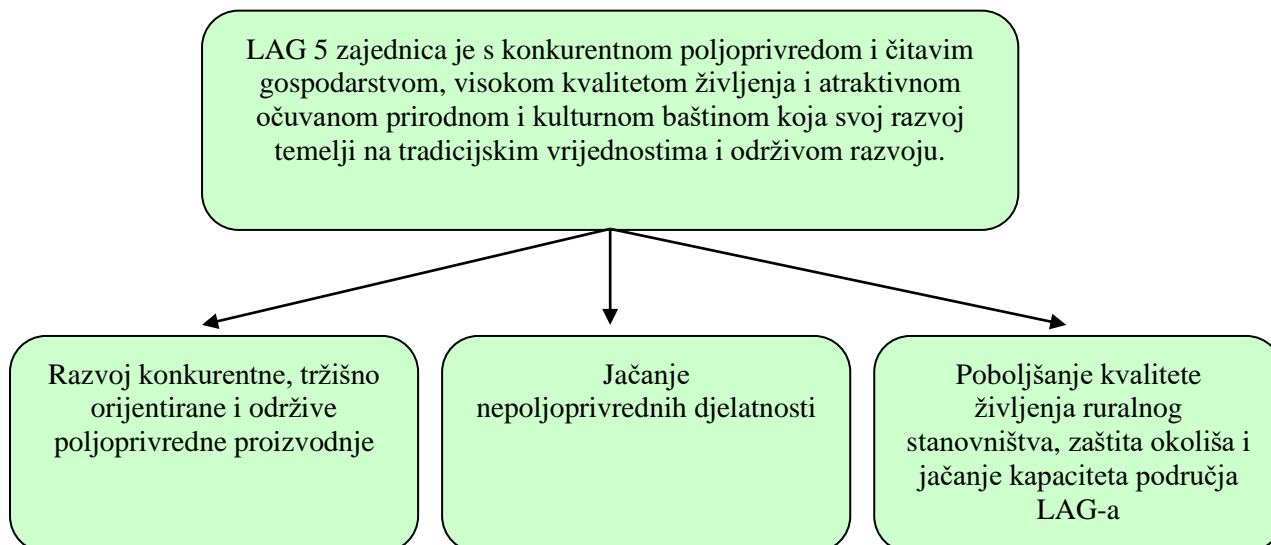 LAG 5 zajednica je s konkurentnom poljoprivredom i čitavim
gospodarstvom, visokom kvalitetom življenja i atraktivnom
očuvanom prirodnom i kulturnom baštinom koja svoj razvoj
temelji na tradicijskim vrijednostima i održivom razvoju.
Razvoj konkurentne, tržišno
orijentirane i održive
poljoprivredne proizvodnje
Jačanje
nepoljoprivrednih djelatnosti
Poboljšanje kvalitete
življenja ruralnog
stanovništva, zaštita okoliša i
jačanje kapaciteta područja
LAG-a